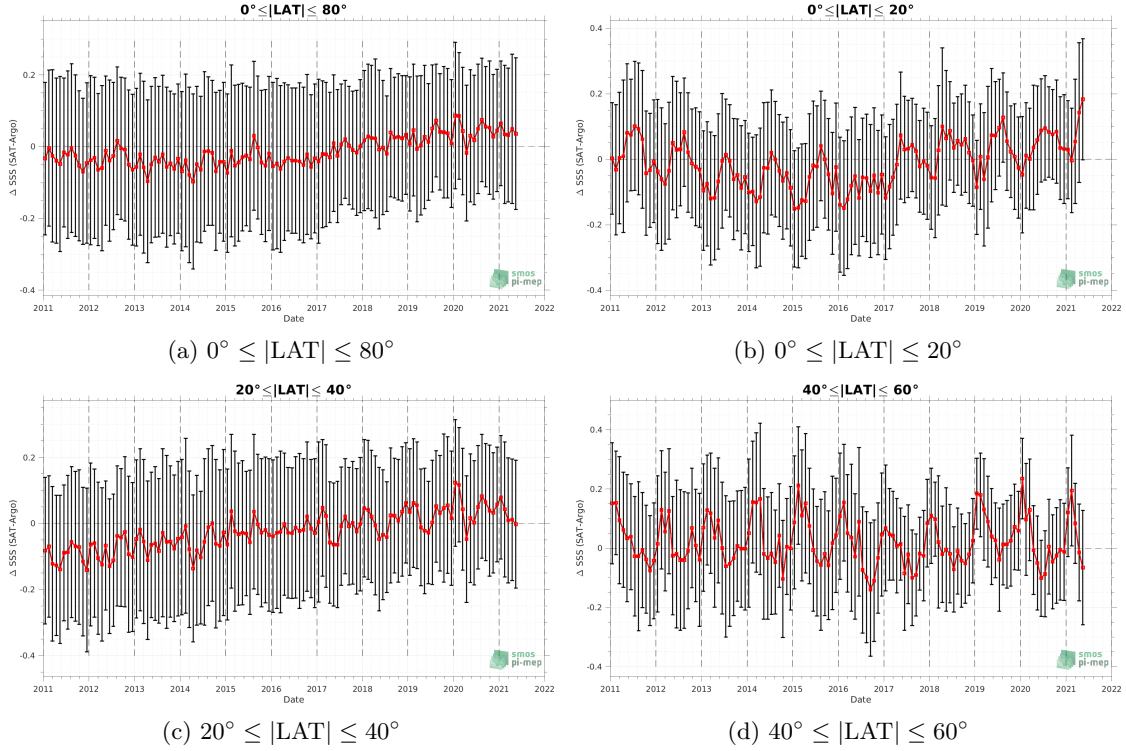 0°≤|LAT|≤ 80°
Δ SSS (SAT-Argo)
0.2
0
-0.2
-0.4
2011 2012 2013 2014 2015 2016 2017 2018 2019 2020 2021 2022
Date
smos
pi-mep
(a) 0° ≤ |LAT| ≤ 80°
0°≤|LAT|≤ 20°
Δ SSS (SAT-Argo)
0.4
0.2
0
-0.2
-0.4
2011 2012 2013 2014 2015 2016 2017 2018 2019 2020 2021 2022
Date
smos
pi-mep
(b) 0° ≤ |LAT| ≤ 20°
20°≤|LAT|≤ 40°
Δ SSS (SAT-Argo)
0.2
0
-0.2
-0.4
2011 2012 2013 2014 2015 2016 2017 2018 2019 2020 2021 2022
Date
smos
pi-mep
(c) 20° ≤ |LAT| ≤ 40°
40°≤|LAT|≤ 60°
Δ SSS (SAT-Argo)
0.4
0.2
0
-0.2
-0.4
2011 2012 2013 2014 2015 2016 2017 2018 2019 2020 2021 2022
Date
smos
pi-mep
(d) 40° ≤ |LAT| ≤ 60°